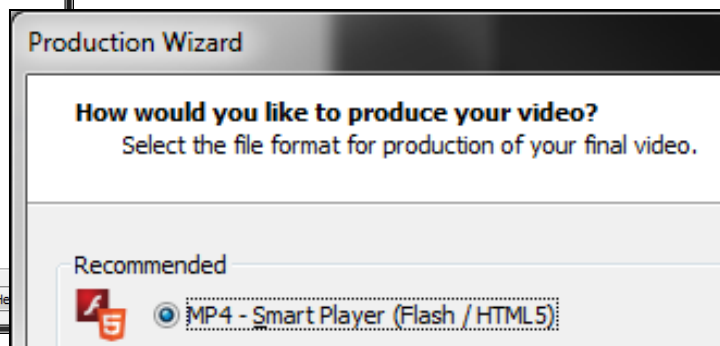 Production Wizard
How would you like to produce your video?
Select the file format for production of your final video.
Recommended
MP4 - Smart Player (Flash / HTML5)
He